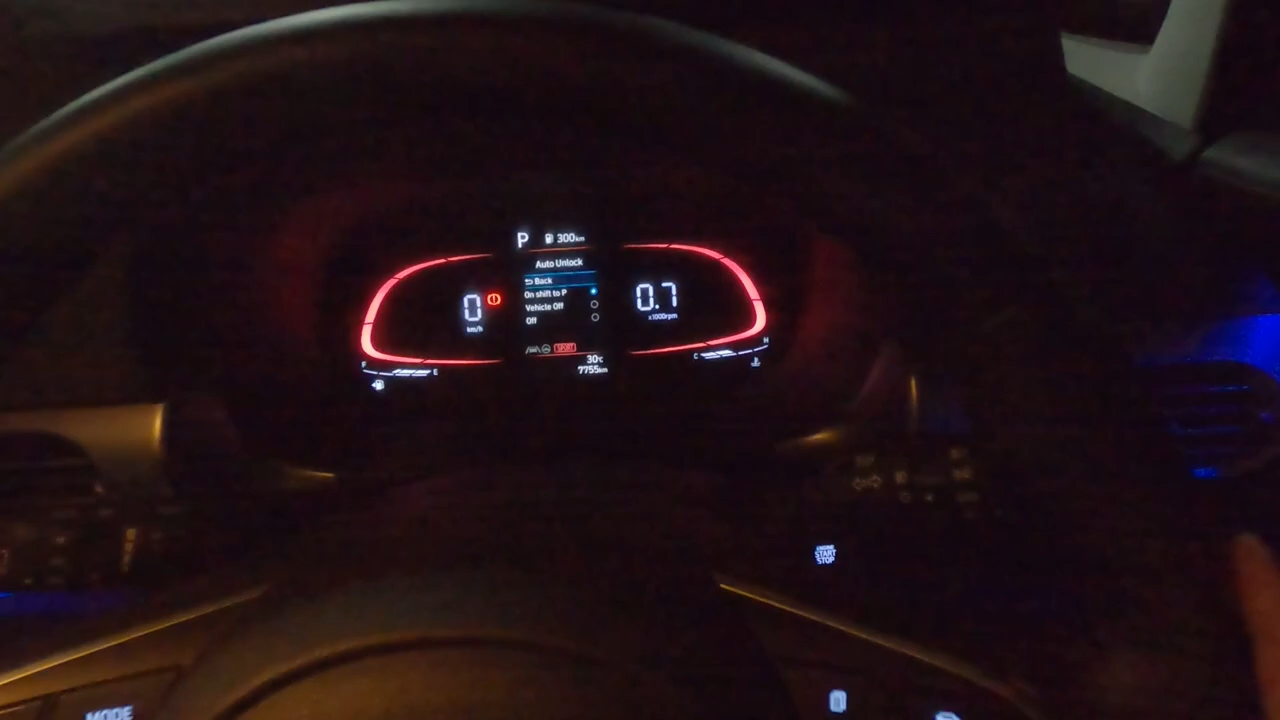 P 300km
Auto Unlock
Back
0 On shift to P 0.7
km/h Vehicle Off x1000rpm
Off
SPORT
30°C
7755km
F E
C H
ENGINE
START
STOP
MODE